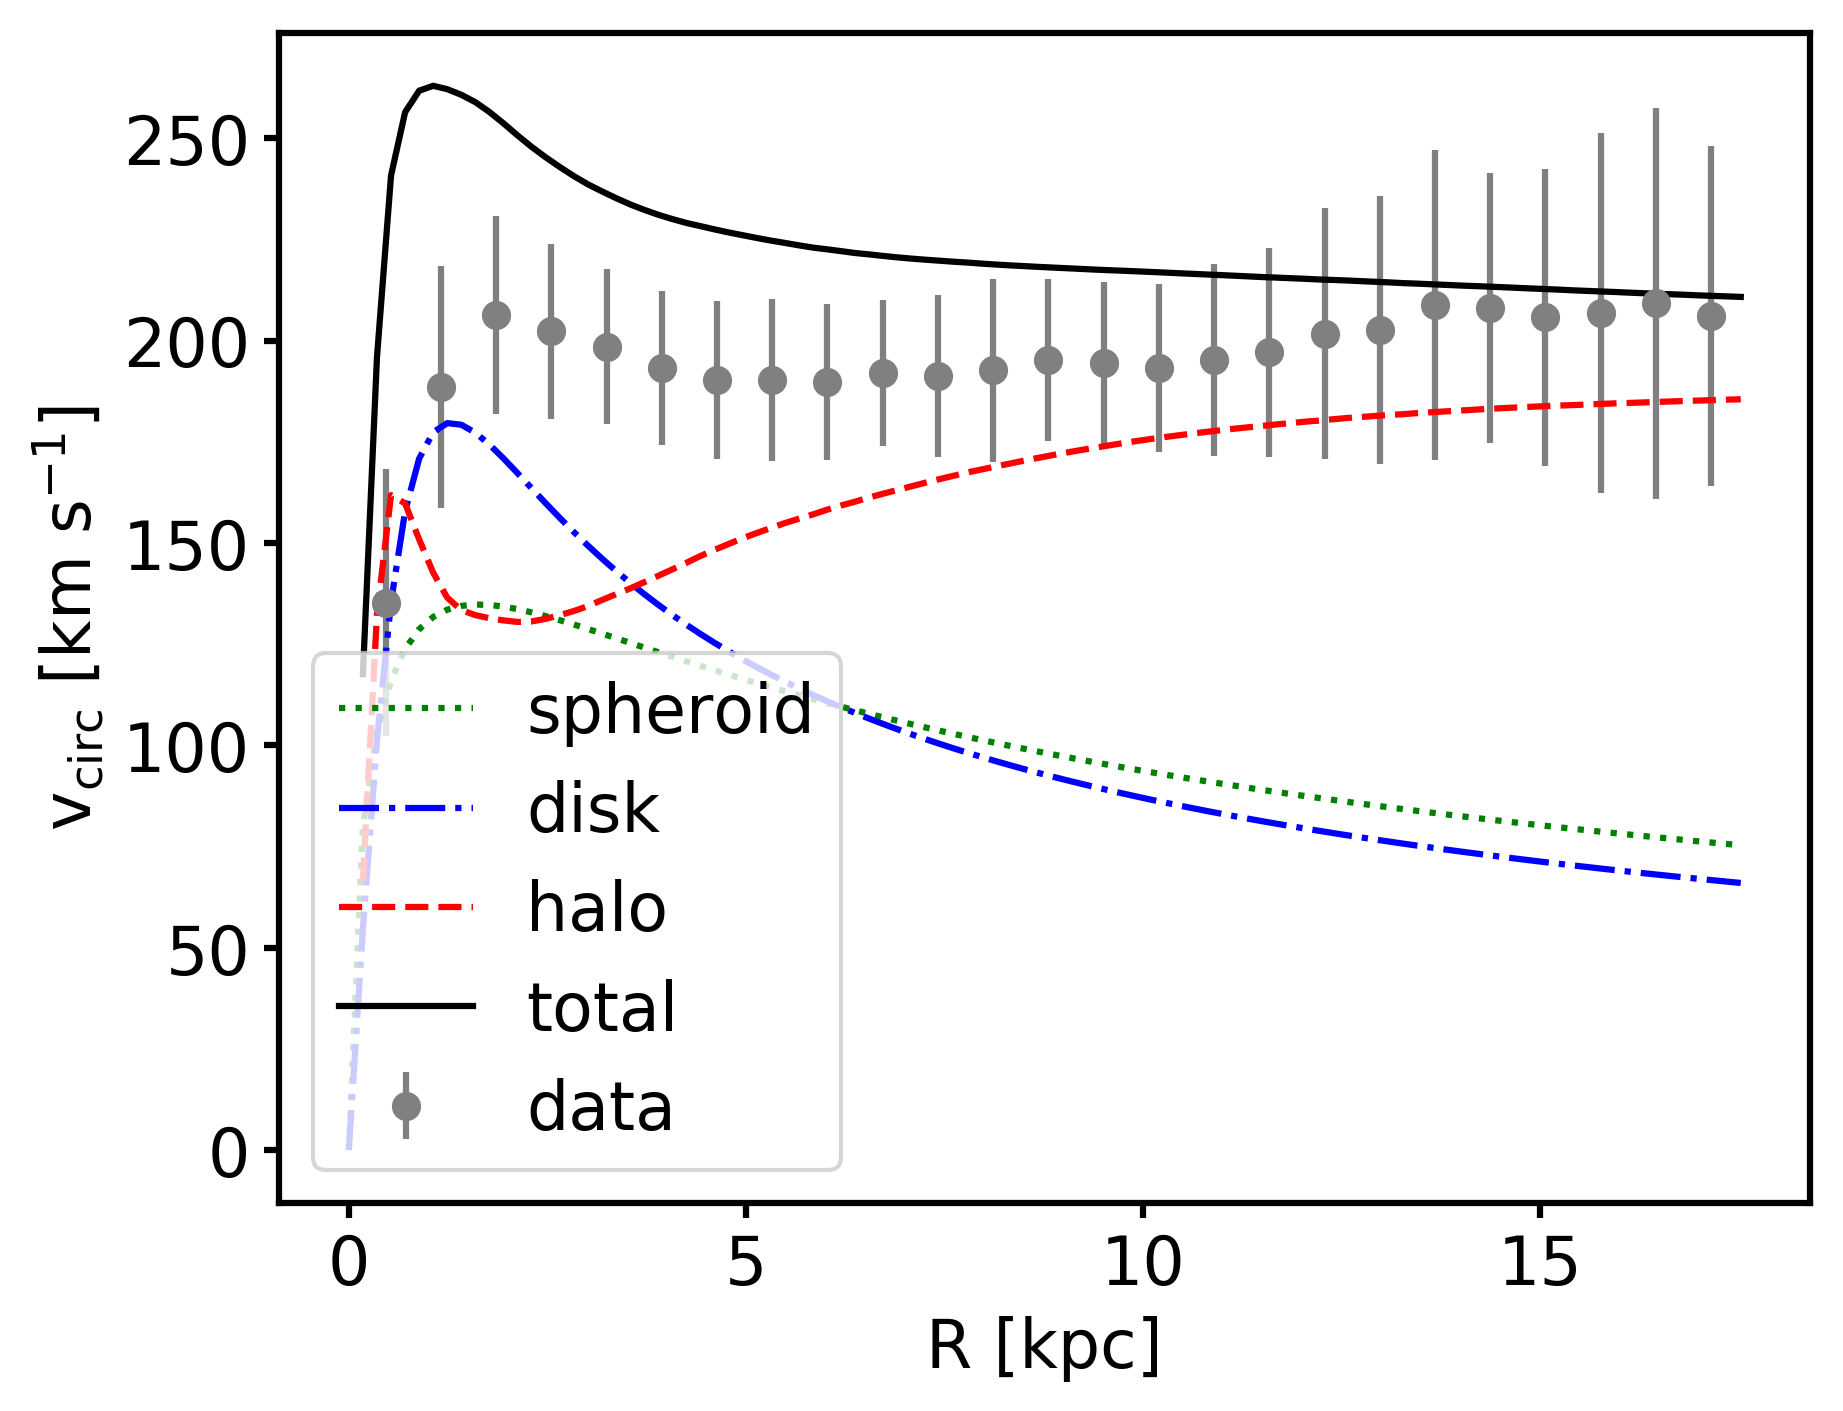 250
200
150
100
50
0
v_circ [km s⁻¹]
spheroid
disk
halo
total
data
0 5 10 15
R [kpc]